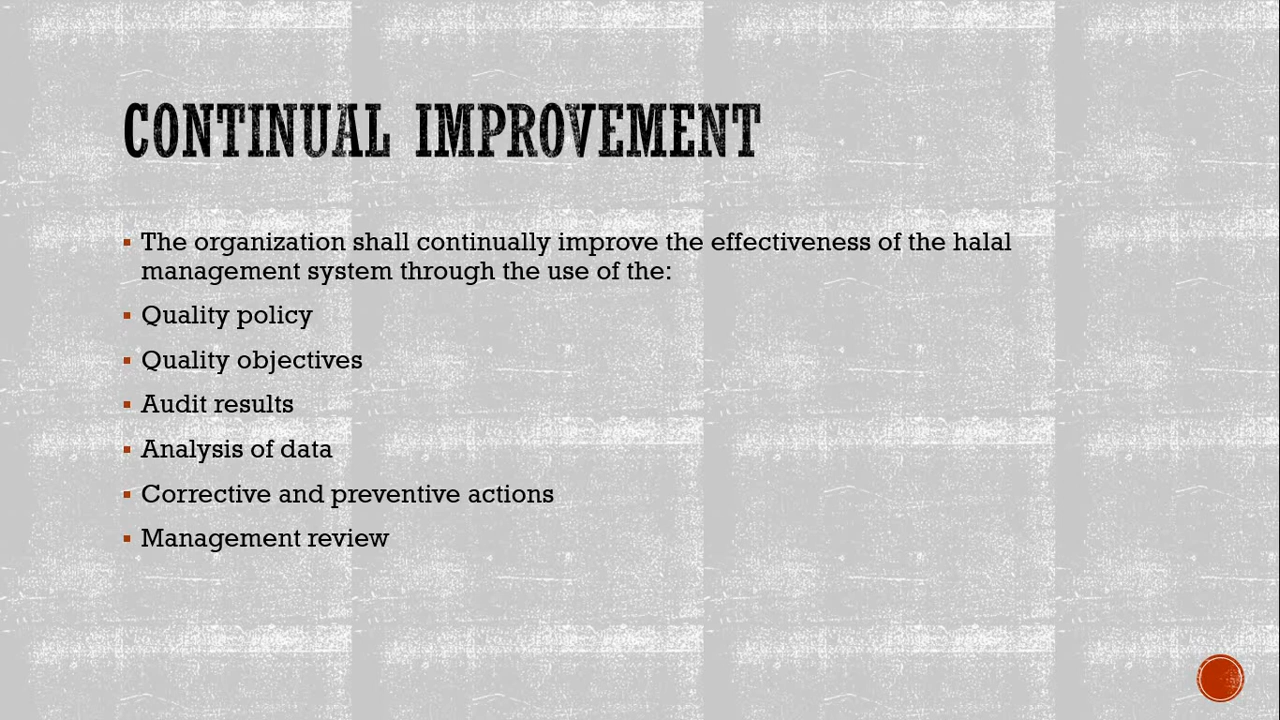 CONTINUAL IMPROVEMENT
The organization shall continually improve the effectiveness of the halal
management system through the use of the:
Quality policy
Quality objectives
Audit results
Analysis of data
Corrective and preventive actions
Management review